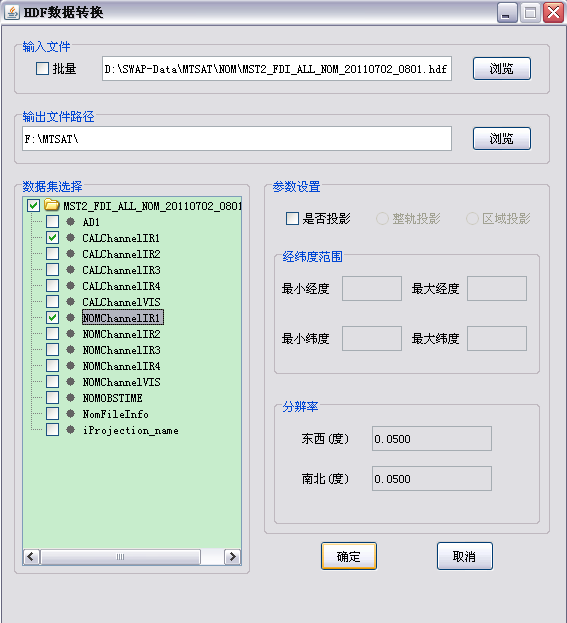 HDF数据转换
输入文件
批量
D:\SWAP-Data\MTSAT\NOM\MST2_FDI_ALL_NOM_20110702_0801.hdf
浏览
输出文件路径
F:\MTSAT\
浏览
数据集选择
MST2_FDI_ALL_NOM_20110702_0801
AD1
CALChannelIR1
CALChannelIR2
CALChannelIR3
CALChannelIR4
CALChannelVIS
NOMChannelIR1
NOMChannelIR2
NOMChannelIR3
NOMChannelIR4
NOMChannelVIS
NOMOBSTIME
NomFileInfo
iProjection_name
参数设置
是否投影 整轨投影 区域投影
经纬度范围
最小经度 最大经度
最小纬度 最大纬度
分辨率
东西(度) 0.0500
南北(度) 0.0500
确定 取消